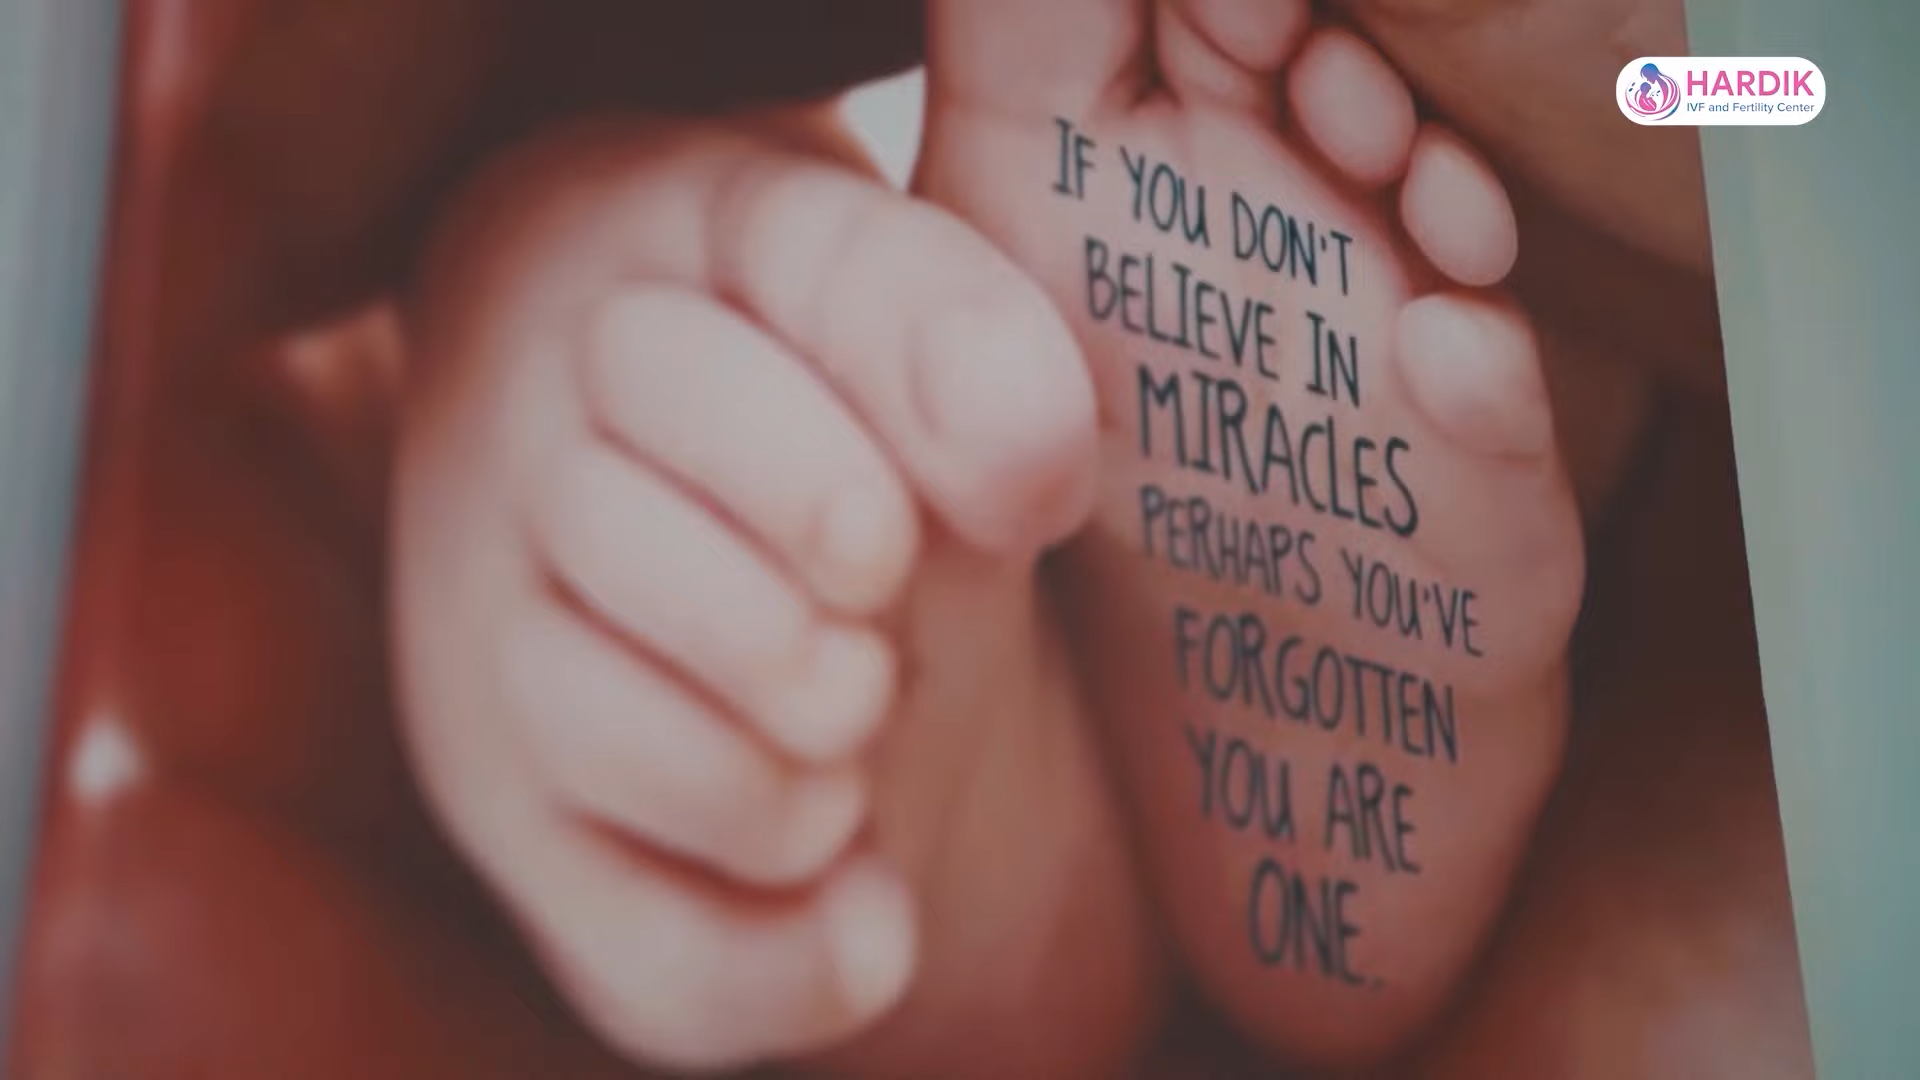 HARDIK
IVF and Fertility Center
IF YOU DON'T
BELIEVE IN
MIRACLES
PERHAPS YOU'VE
FORGOTTEN
YOU ARE
ONE.